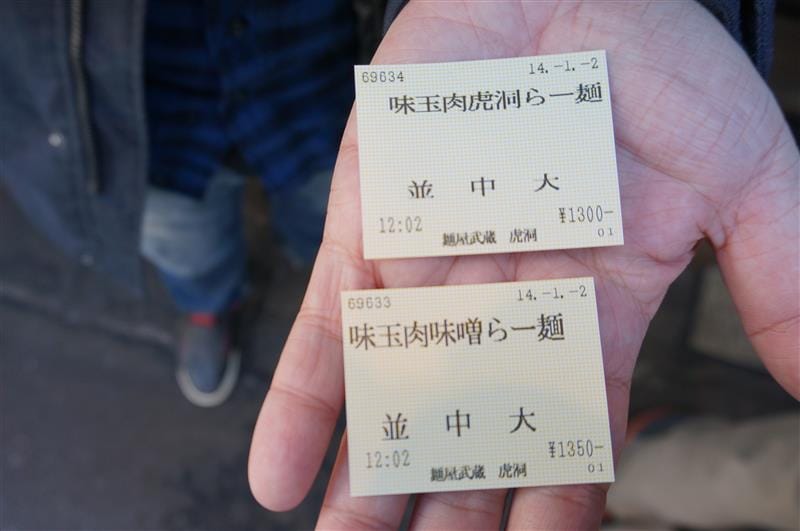 69634 14.-1.-2
味玉肉虎洞らー麺
並 中 大
12:02 ¥1300-
麺屋武蔵 虎洞 01
69633 14.-1.-2
味玉肉味噌らー麺
並 中 大
12:02 ¥1350-
麺屋武蔵 虎洞 01